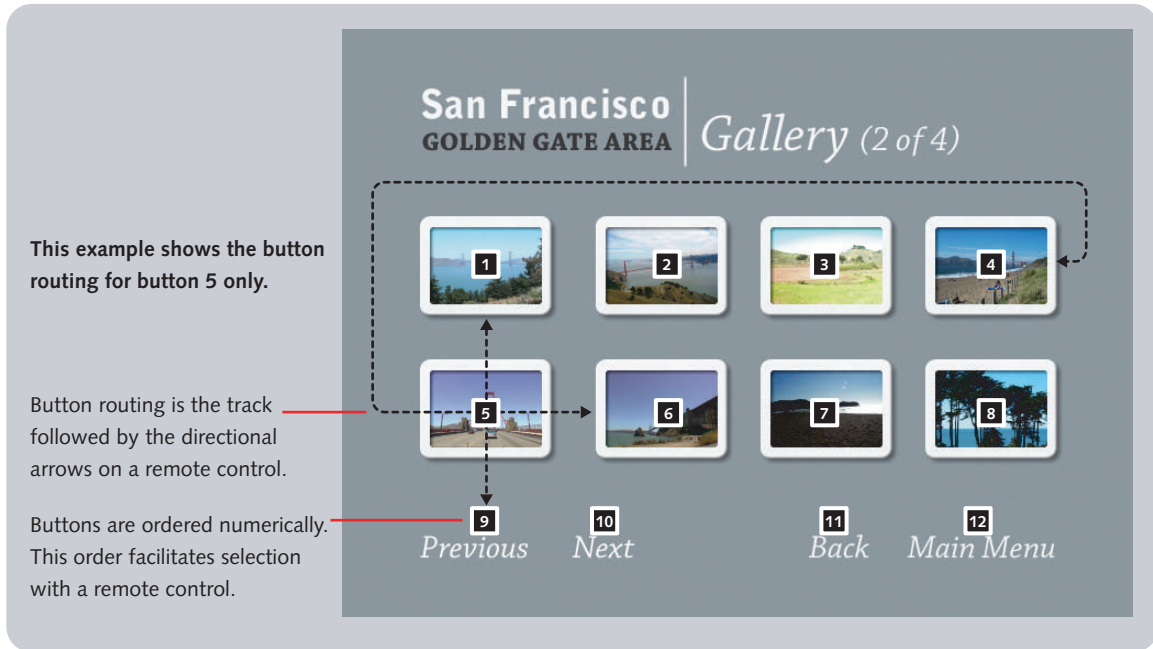 San Francisco
GOLDEN GATE AREA
Gallery (2 of 4)
This example shows the button
routing for button 5 only.
1
2
3
4
Button routing is the track
followed by the directional
arrows on a remote control.
5
6
7
8
Buttons are ordered numerically.
This order facilitates selection
with a remote control.
9
10
11
12
Previous
Next
Back
Main Menu